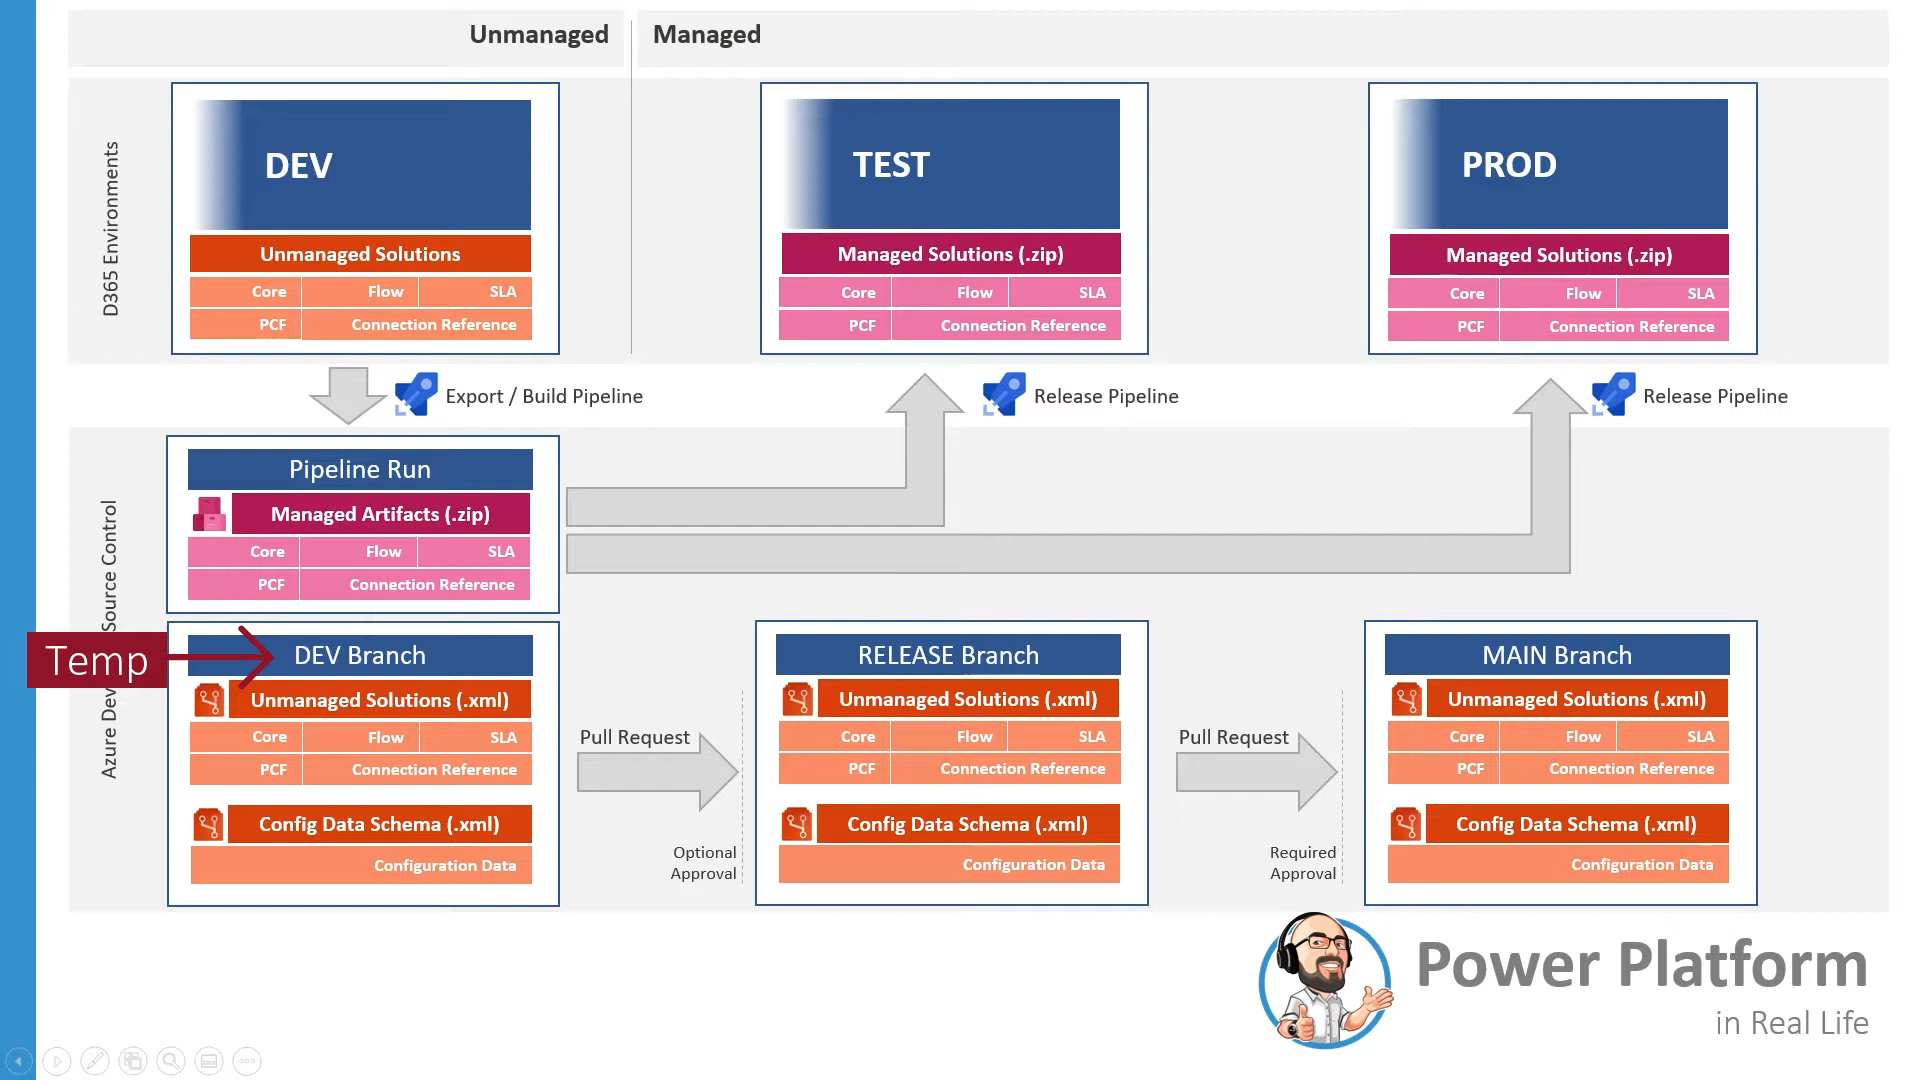 Unmanaged
Managed
D365 Environments
DEV
Unmanaged Solutions
Core Flow SLA
PCF Connection Reference
TEST
Managed Solutions (.zip)
Core Flow SLA
PCF Connection Reference
PROD
Managed Solutions (.zip)
Core Flow SLA
PCF Connection Reference
Export / Build Pipeline
Release Pipeline
Release Pipeline
Azure Dev Source Control
Pipeline Run
Managed Artifacts (.zip)
Core Flow SLA
PCF Connection Reference
Temp
DEV Branch
Unmanaged Solutions (.xml)
Core Flow SLA
PCF Connection Reference
Config Data Schema (.xml)
Configuration Data
Pull Request
Optional
Approval
RELEASE Branch
Unmanaged Solutions (.xml)
Core Flow SLA
PCF Connection Reference
Config Data Schema (.xml)
Configuration Data
Pull Request
Required
Approval
MAIN Branch
Unmanaged Solutions (.xml)
Core Flow SLA
PCF Connection Reference
Config Data Schema (.xml)
Configuration Data
Power Platform
in Real Life